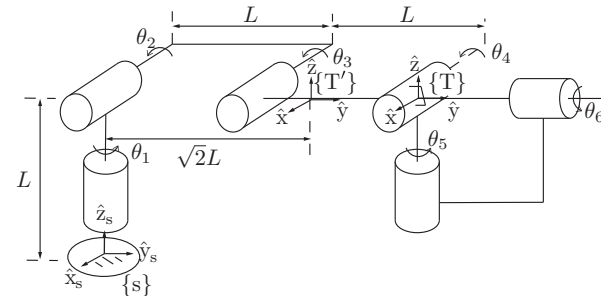 L
L
θ₂
θ₃
θ₄
ẑ
{T′}
ẑ
{T}
x̂
ŷ
x̂
ŷ
θ₆
L
θ₁
√2L
θ₅
ẑₛ
x̂ₛ
ŷₛ
{s}